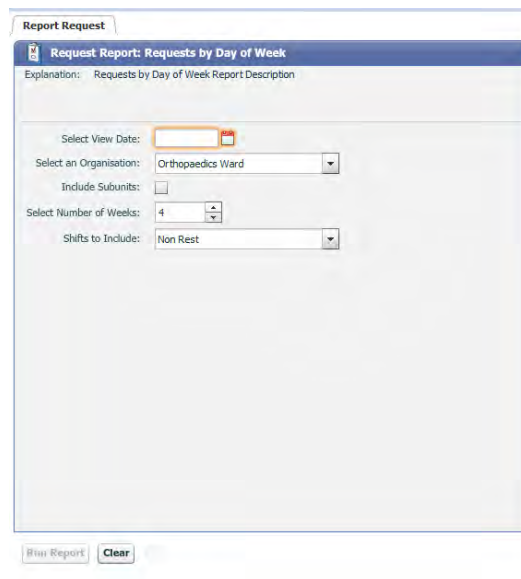 Report Request
Request Report: Requests by Day of Week
Explanation: Requests by Day of Week Report Description
Select View Date:
Select an Organisation: Orthopaedics Ward
Include Subunits:
Select Number of Weeks: 4
Shifts to Include: Non Rest
Run Report Clear